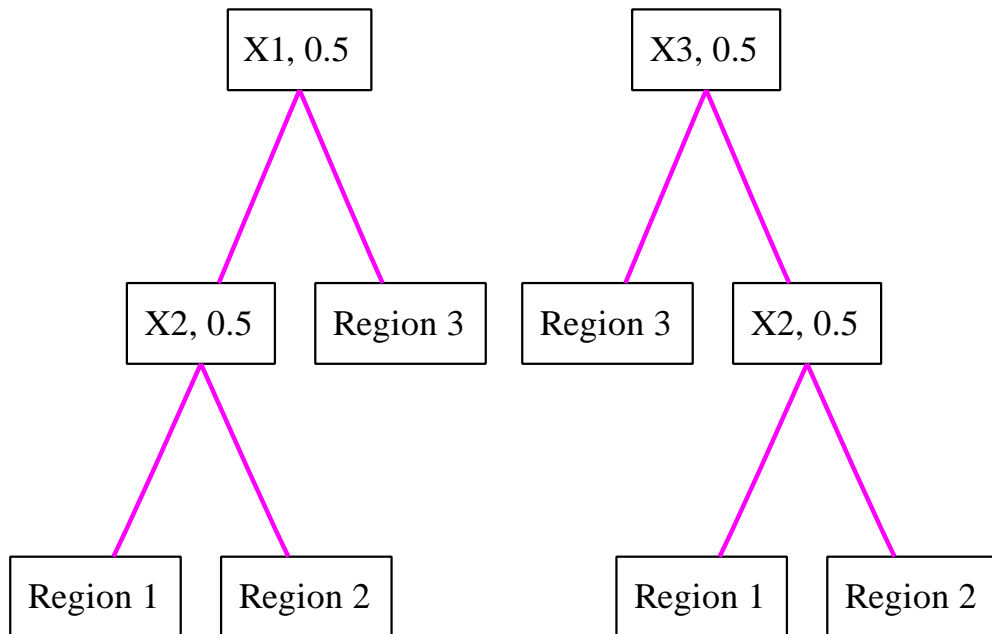 X1, 0.5
X3, 0.5
X2, 0.5
Region 3
Region 3
X2, 0.5
Region 1
Region 2
Region 1
Region 2